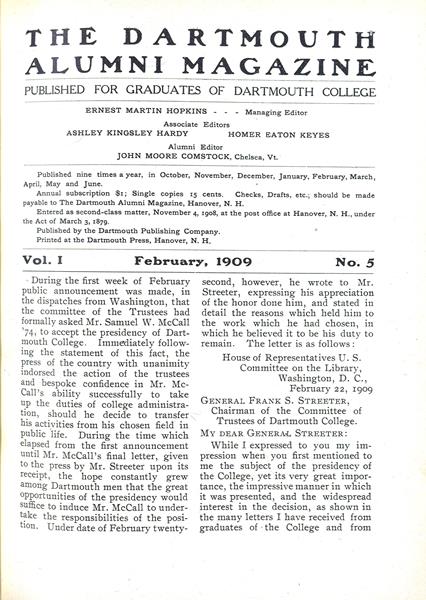 THE DARTMOUTH
ALUMNI MAGAZINE
PUBLISHED FOR GRADUATES OF DARTMOUTH COLLEGE
ERNEST MARTIN HOPKINS - - - Managing Editor
Associate Editors
ASHLEY KINGSLEY HARDY HOMER EATON KEYES
Alumni Editor
JOHN MOORE COMSTOCK, Chelsea, Vt.
Published nine times a year, in October, November, December, January, February, March,
April, May and June.
Annual subscription $1; Single copies 15 cents. Checks, Drafts, etc., should be made
payable to The Dartmouth Alumni Magazine, Hanover, N. H.
Entered as second-class matter, November 4, 1908, at the post office at Hanover, N. H., under
the Act of March 3, 1879.
Published by the Dartmouth Publishing Company.
Printed at the Dartmouth Press, Hanover, N. H.
Vol. I February, 1909 No. 5
During the first week of February
public announcement was made, in
the dispatches from Washington, that
the committee of the Trustees had
formally asked Mr. Samuel W. McCall
'74, to accept the presidency of Dart-
mouth College. Immediately follow-
ing the statement of this fact, the
press of the country with unanimity
indorsed the action of the trustees
and bespoke confidence in Mr. Mc-
Call's ability successfully to take
up the duties of college administra-
tion, should he decide to transfer
his activities from his chosen field in
public life. During the time which
elapsed from the first announcement
until Mr. McCall's final letter, given
to the press by Mr. Streeter upon its
receipt, the hope constantly grew
among Dartmouth men that the great
opportunities of the presidency would
suffice to induce Mr. McCall to under-
take the responsibilities of the posi-
tion. Under date of February twenty-
second, however, he wrote to Mr.
Streeter, expressing his appreciation
of the honor done him, and stated in
detail the reasons which held him to
the work which he had chosen, in
which he believed it to be his duty to
remain. The letter is as follows:
House of Representatives U. S.
Committee on the Library,
Washington, D. C.,
February 22, 1909
GENERAL FRANK S. STREETER,
Chairman of the Committee of
Trustees of Dartmouth College.
MY DEAR GENERAL STREETER:
While I expressed to you my im-
pression when you first mentioned to
me the subject of the presidency of
the College, yet its very great impor-
tance, the impressive manner in which
it was presented, and the widespread
interest in the decision, as shown in
the many letters I have received from
graduates of the College and from